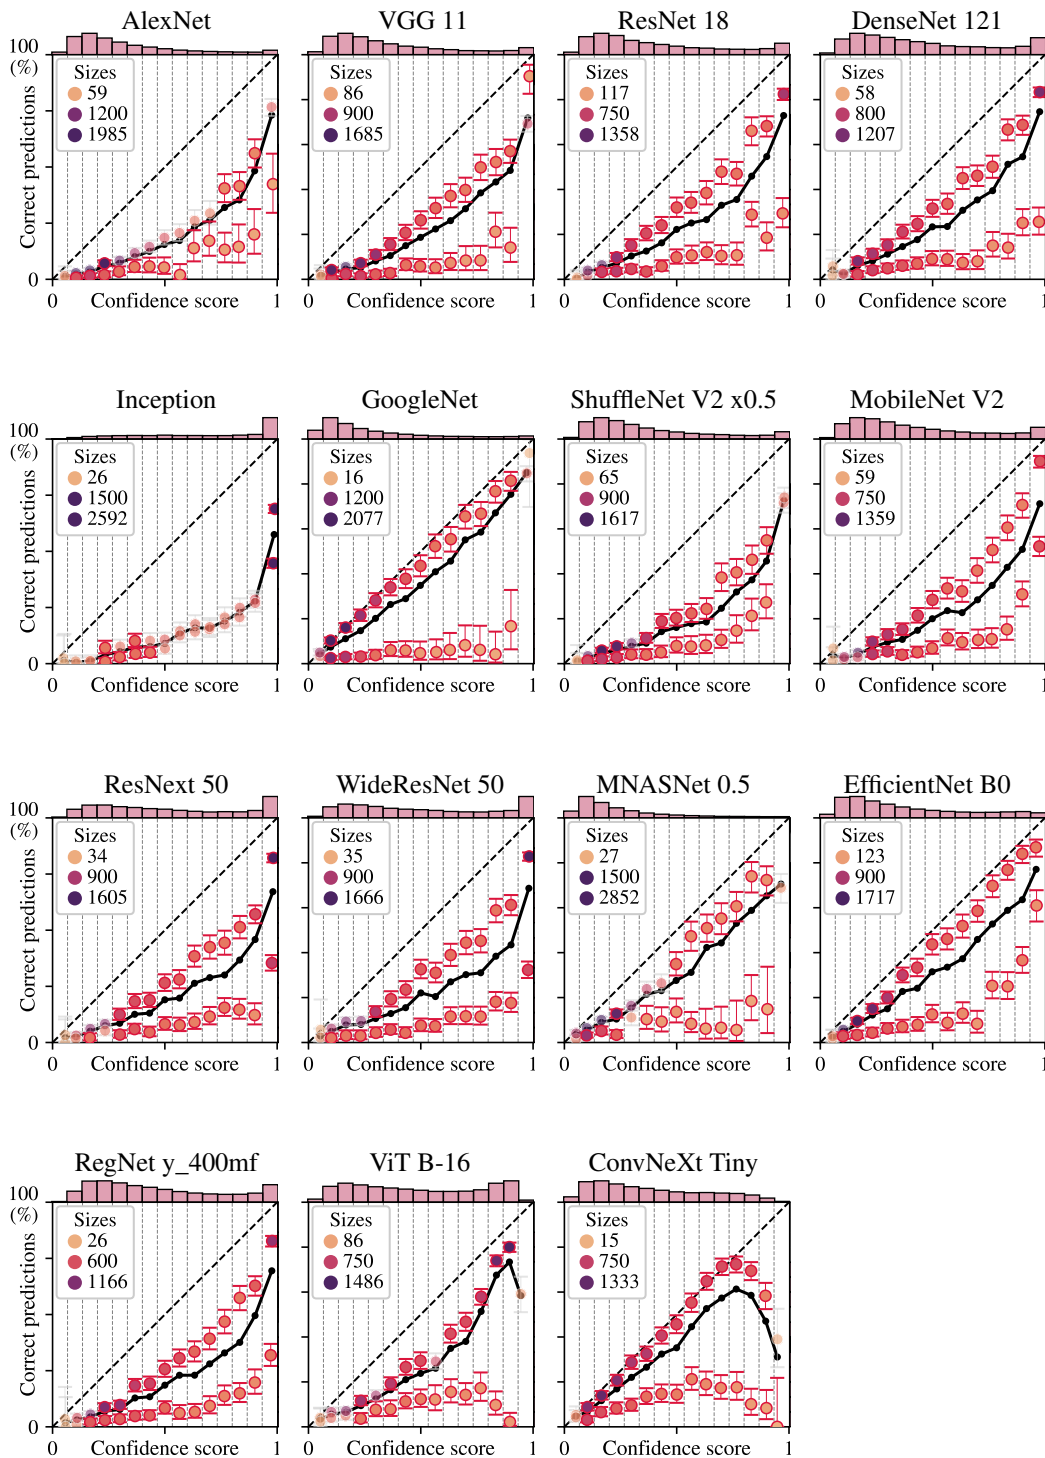 AlexNet VGG 11 ResNet 18 DenseNet 121
100
(%)
Correct predictions
0
Sizes
59
1200
1985
Sizes
86
900
1685
Sizes
117
750
1358
Sizes
58
800
1207
0 Confidence score 1 0 Confidence score 1 0 Confidence score 1 0 Confidence score 1
Inception GoogleNet ShuffleNet V2 x0.5 MobileNet V2
100
(%)
Correct predictions
0
Sizes
26
1500
2592
Sizes
16
1200
2077
Sizes
65
900
1617
Sizes
59
750
1359
0 Confidence score 1 0 Confidence score 1 0 Confidence score 1 0 Confidence score 1
ResNext 50 WideResNet 50 MNASNet 0.5 EfficientNet B0
100
(%)
Correct predictions
0
Sizes
34
900
1605
Sizes
35
900
1666
Sizes
27
1500
2852
Sizes
123
900
1717
0 Confidence score 1 0 Confidence score 1 0 Confidence score 1 0 Confidence score 1
RegNet y_400mf ViT B-16 ConvNeXt Tiny
100
(%)
Correct predictions
0
Sizes
26
600
1166
Sizes
86
750
1486
Sizes
15
750
1333
0 Confidence score 1 0 Confidence score 1 0 Confidence score 1